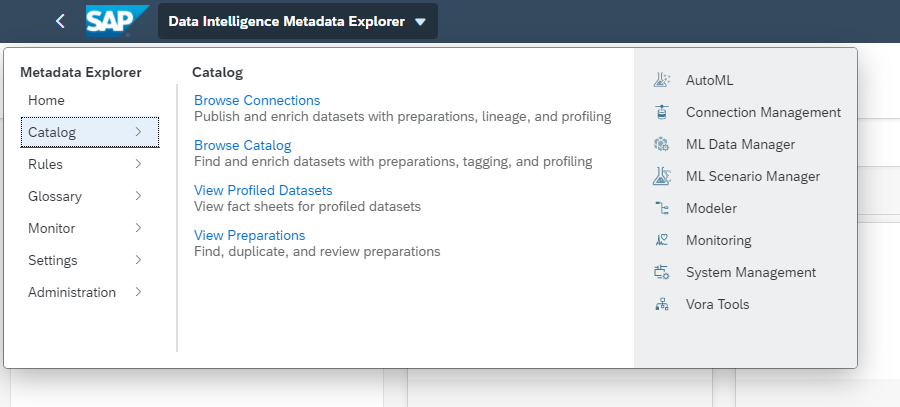 SAP
Data Intelligence Metadata Explorer
Metadata Explorer
Home
Catalog
Rules
Glossary
Monitor
Settings
Administration
Catalog
Browse Connections
Publish and enrich datasets with preparations, lineage, and profiling
Browse Catalog
Find and enrich datasets with preparations, tagging, and profiling
View Profiled Datasets
View fact sheets for profiled datasets
View Preparations
Find, duplicate, and review preparations
AutoML
Connection Management
ML Data Manager
ML Scenario Manager
Modeler
Monitoring
System Management
Vora Tools